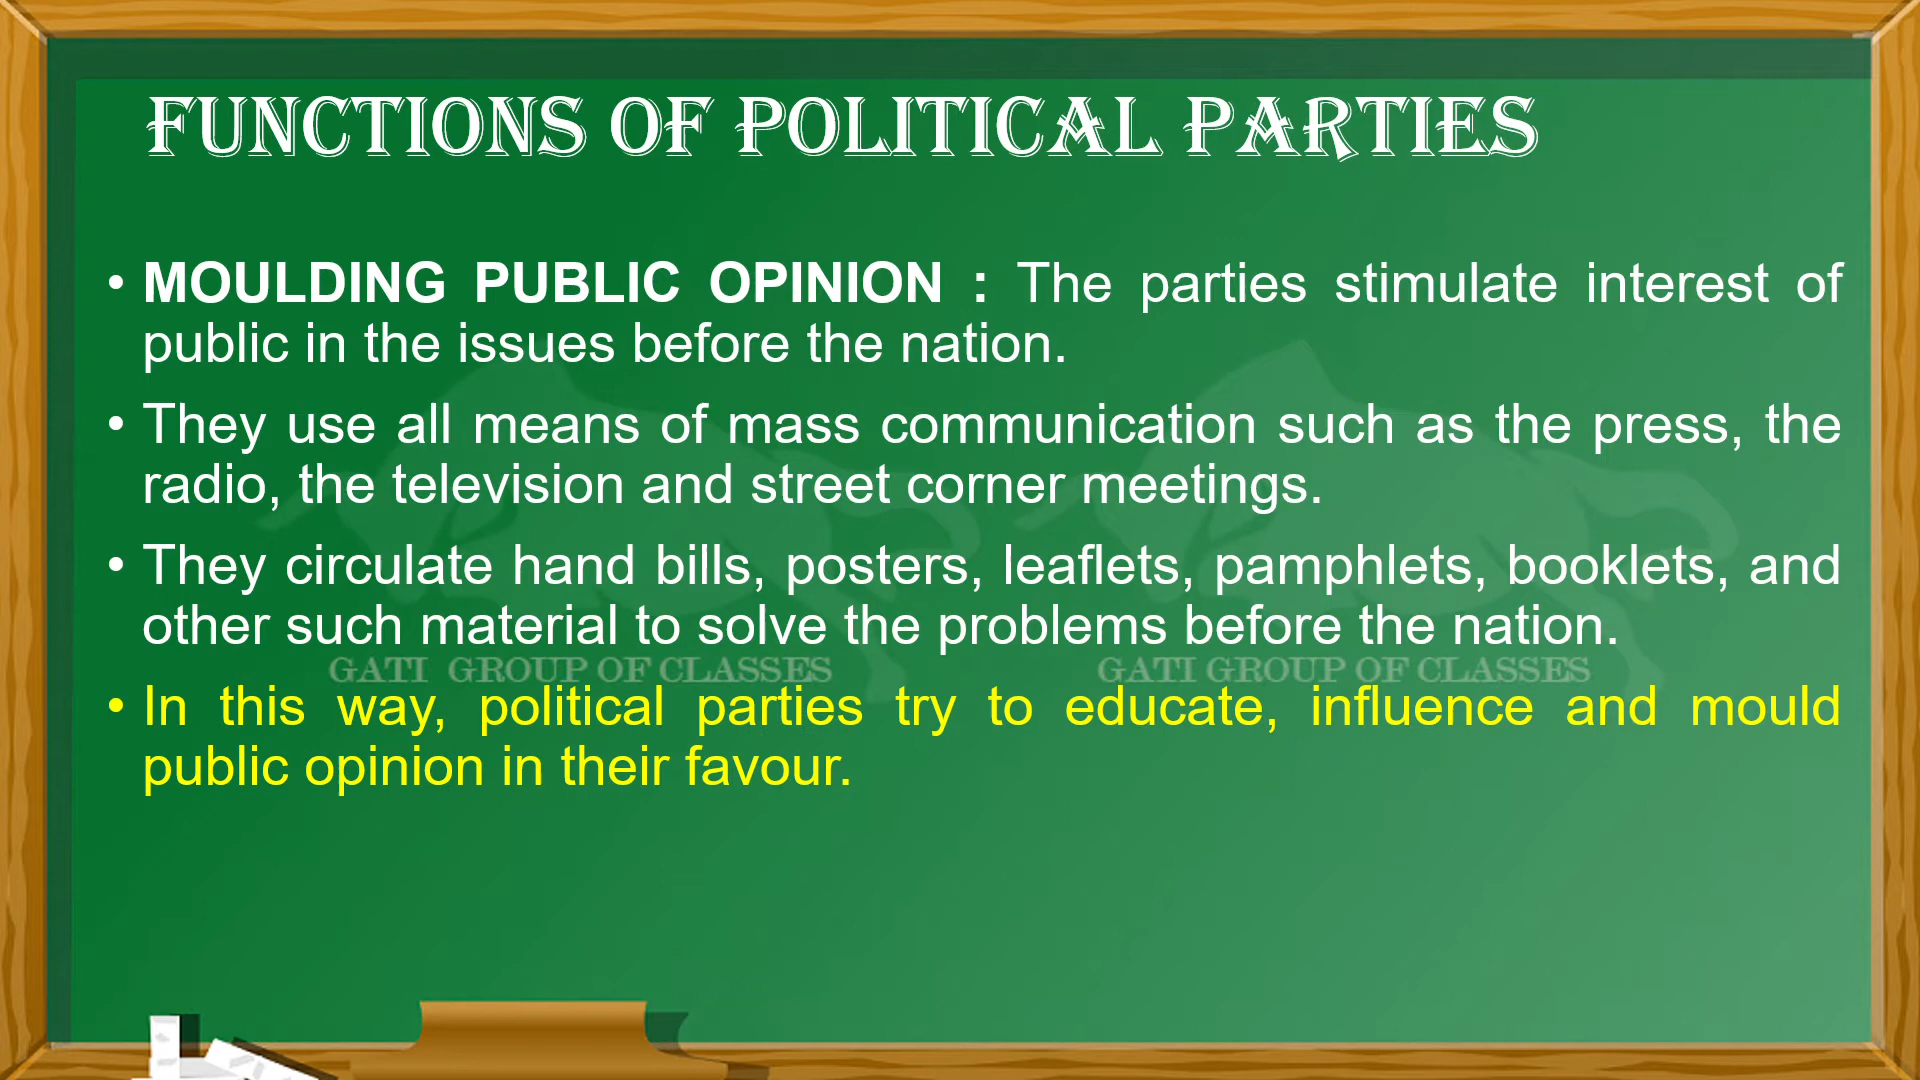 FUNCTIONS OF POLITICAL PARTIES
• MOULDING PUBLIC OPINION : The parties stimulate interest of
public in the issues before the nation.
• They use all means of mass communication such as the press, the
radio, the television and street corner meetings.
• They circulate hand bills, posters, leaflets, pamphlets, booklets, and
other such material to solve the problems before the nation.
GATI GROUP OF CLASSES GATI GROUP OF CLASSES
• In this way, political parties try to educate, influence and mould
public opinion in their favour.